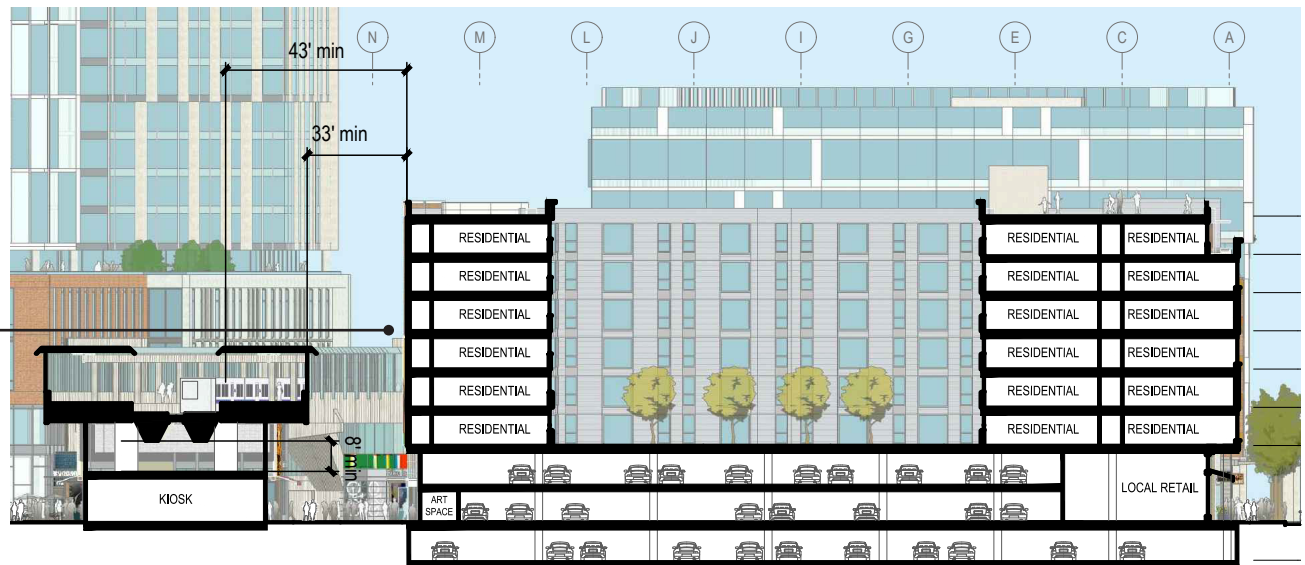 N M L J I G E C A
43' min
33' min
RESIDENTIAL RESIDENTIAL RESIDENTIAL
RESIDENTIAL RESIDENTIAL RESIDENTIAL
RESIDENTIAL RESIDENTIAL RESIDENTIAL
RESIDENTIAL RESIDENTIAL RESIDENTIAL
RESIDENTIAL RESIDENTIAL RESIDENTIAL
RESIDENTIAL RESIDENTIAL RESIDENTIAL
8' min
KIOSK
ART
SPACE
LOCAL RETAIL